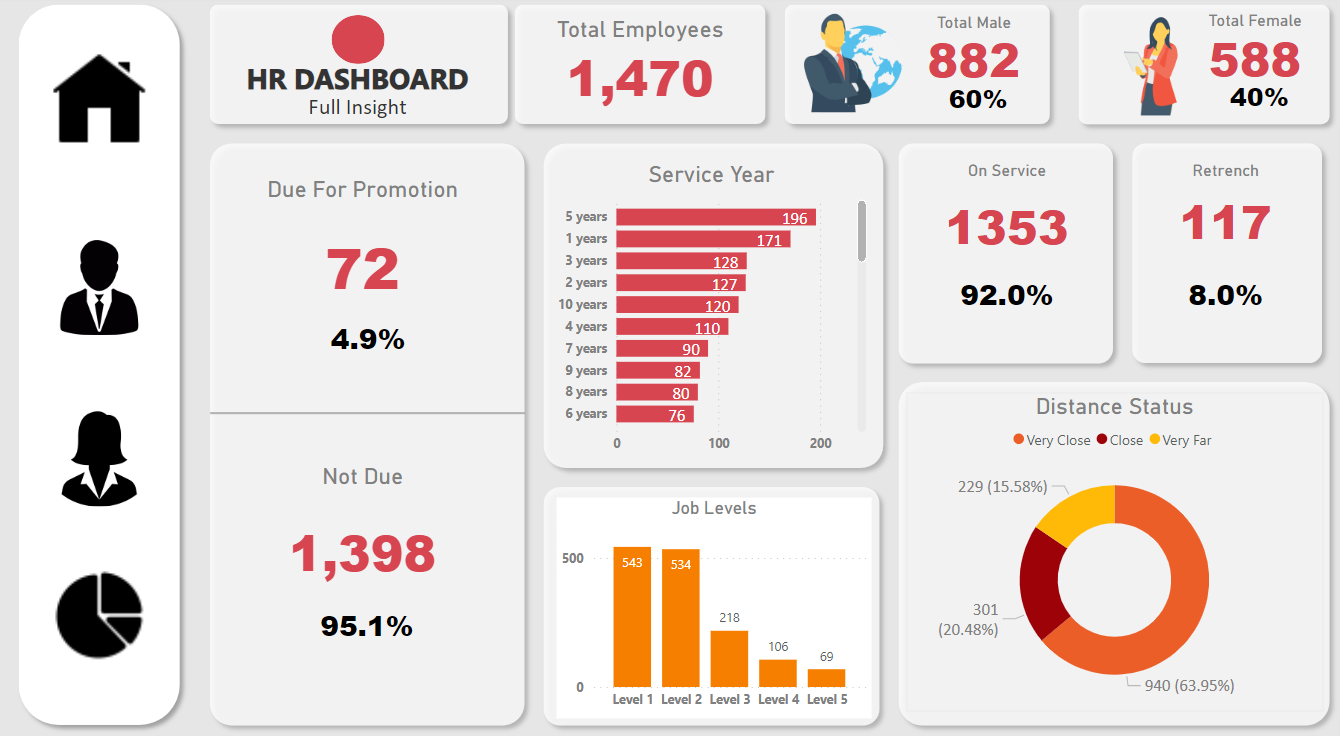 HR DASHBOARD
Full Insight
Total Employees
1,470
Total Male
882
60%
Total Female
588
40%
Due For Promotion
72
4.9%
Not Due
1,398
95.1%
Service Year
5 years 196
1 years 171
3 years 128
2 years 127
10 years 120
4 years 110
7 years 90
9 years 82
8 years 80
6 years 76
0 100 200
Job Levels
500
543 534 218 106 69
0
Level 1 Level 2 Level 3 Level 4 Level 5
On Service
1353
92.0%
Retrench
117
8.0%
Distance Status
Very Close Close Very Far
229 (15.58%)
301
(20.48%)
940 (63.95%)